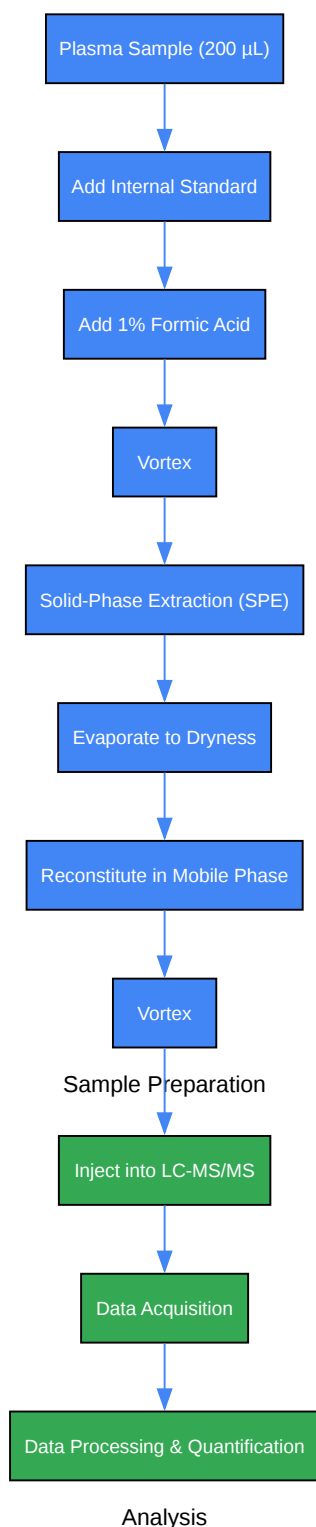 Plasma Sample (200 µL)
Add Internal Standard
Add 1% Formic Acid
Vortex
Solid-Phase Extraction (SPE)
Evaporate to Dryness
Reconstitute in Mobile Phase
Vortex
Sample Preparation
Inject into LC-MS/MS
Data Acquisition
Data Processing & Quantification
Analysis